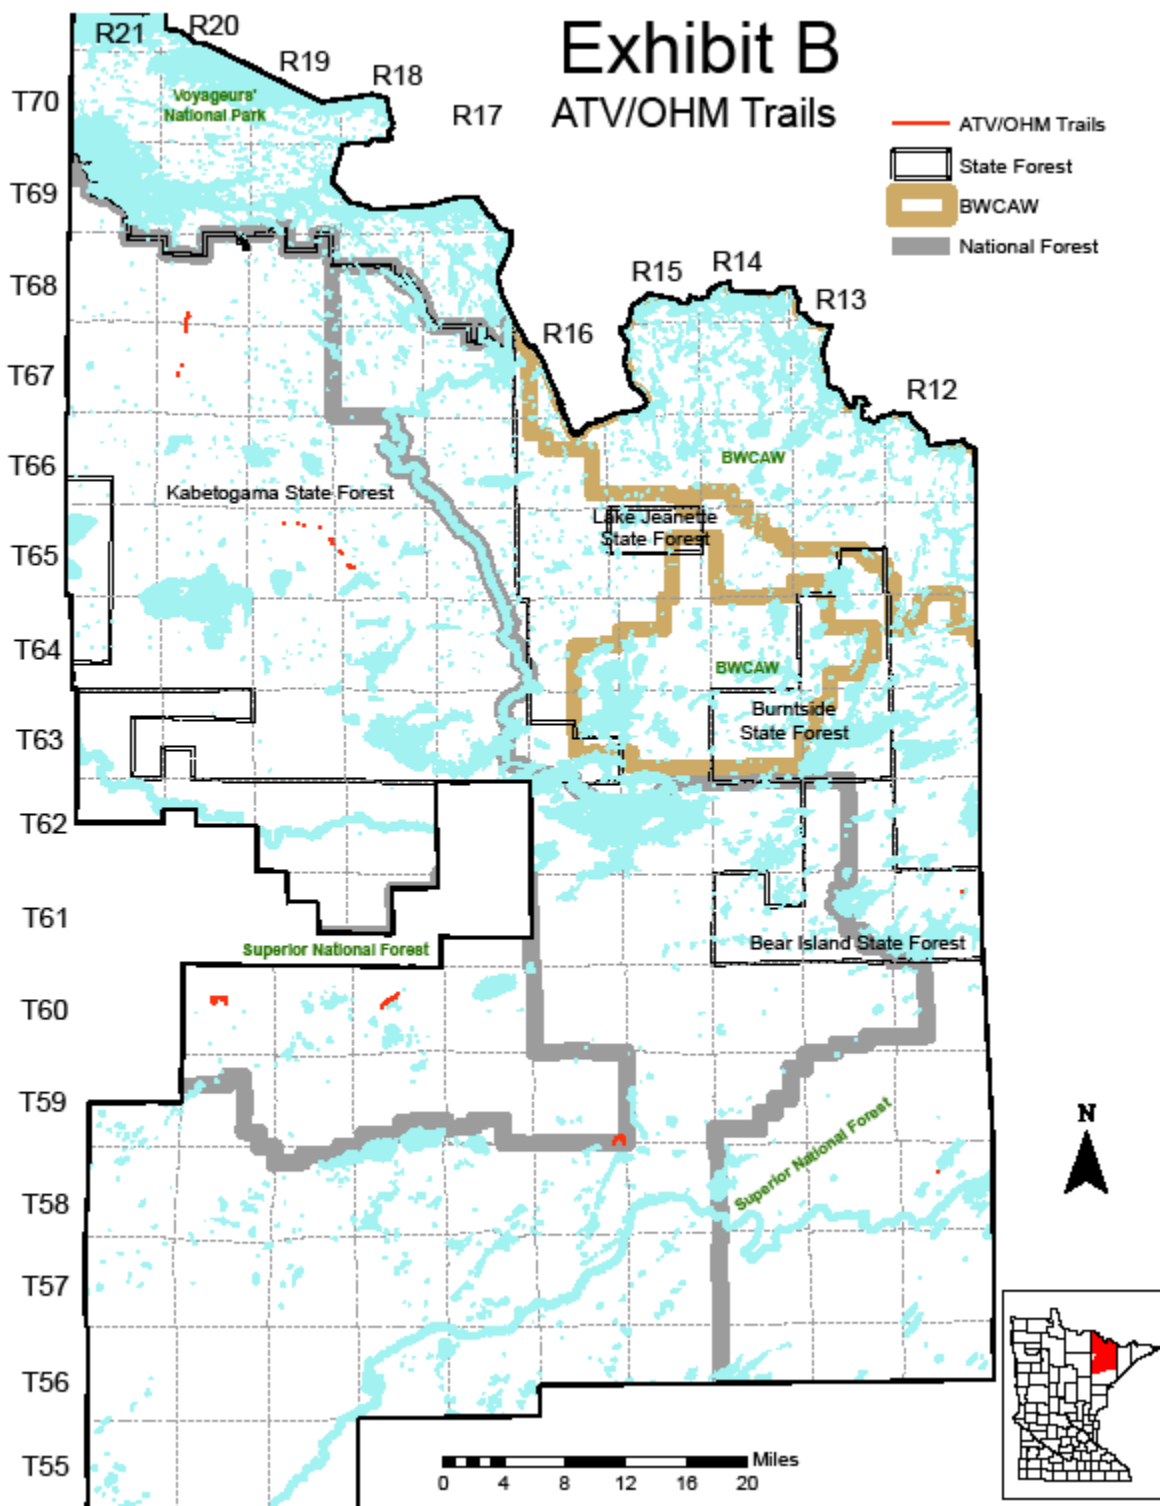 Exhibit B
ATV/OHM Trails
R21
R20
R19
R18
R17
R16
R15
R14
R13
R12
T70
T69
T68
T67
T66
T65
T64
T63
T62
T61
T60
T59
T58
T57
T56
T55
Voyageurs'
National Park
ATV/OHM Trails
State Forest
BWCAW
National Forest
BWCAW
Kabetogama State Forest
Lake Jeanette
State Forest
BWCAW
Burntside
State Forest
Bear Island State Forest
Superior National Forest
Superior National Forest
N
Miles
0 4 8 12 16 20